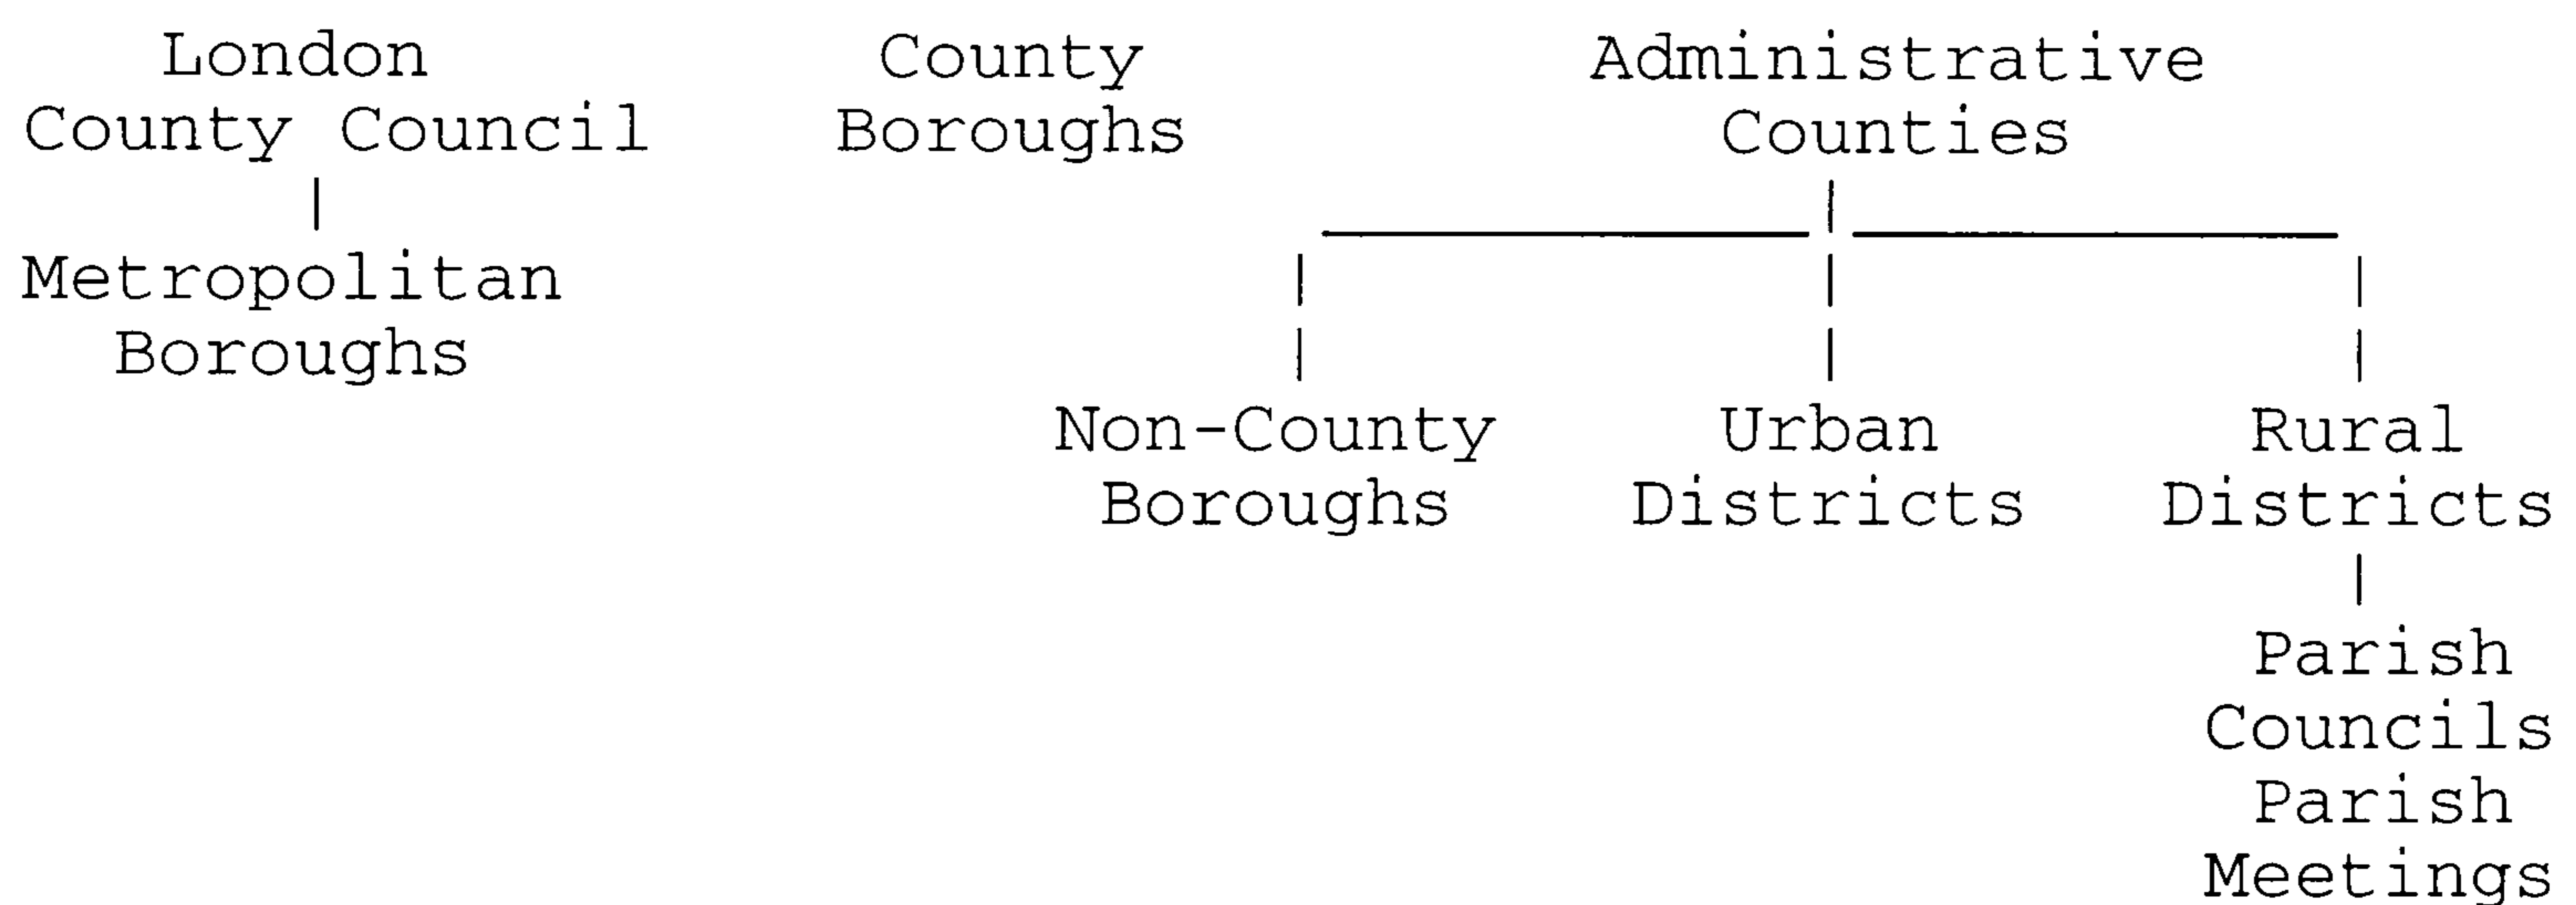 London
County Council
Metropolitan
Boroughs
County
Boroughs
Administrative
Counties
Non-County
Boroughs
Urban
Districts
Rural
Districts
Parish
Councils
Parish
Meetings